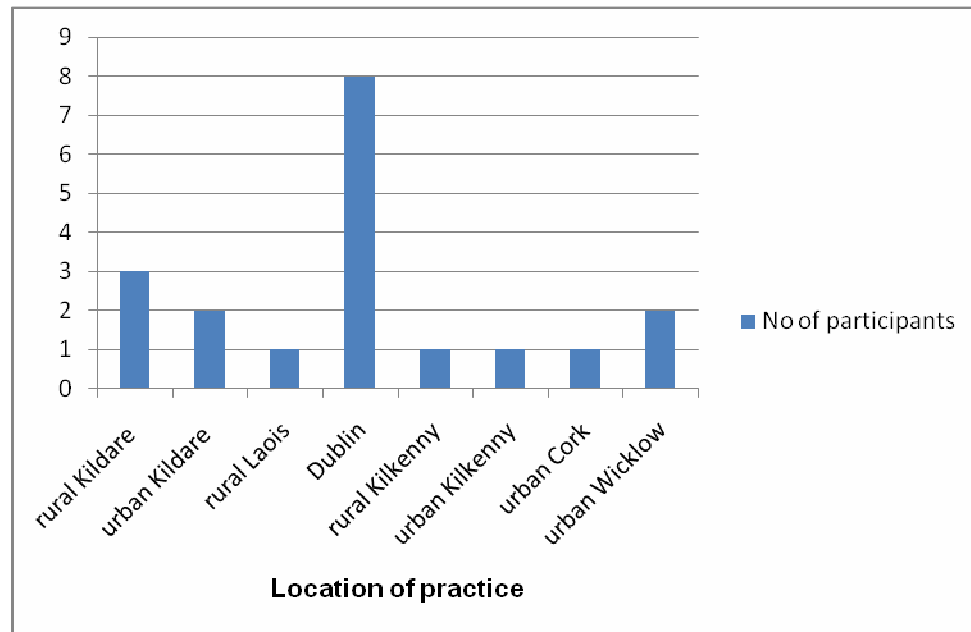 9
8
7
6
5
4
3
2
1
0
rural Kildare
urban Kildare
rural Laois
Dublin
rural Kilkenny
urban Kilkenny
urban Cork
urban Wicklow
Location of practice
No of participants